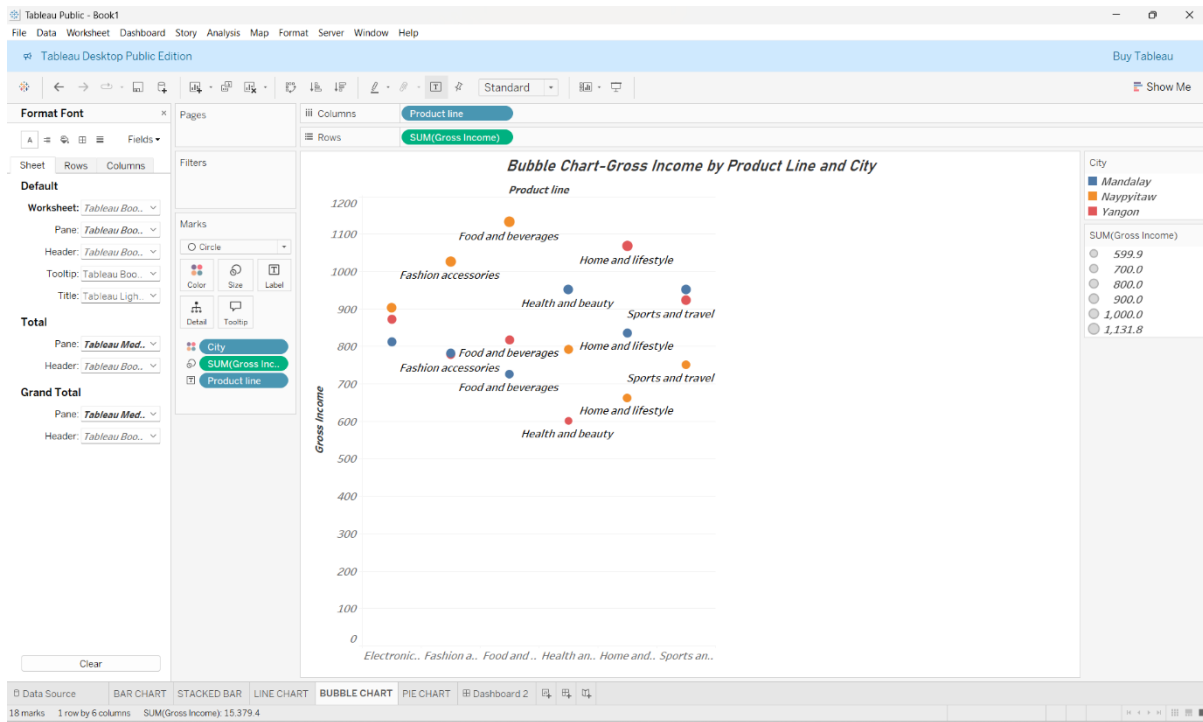 Tableau Public - Book1
File Data Worksheet Dashboard Story Analysis Map Format Server Window Help
Tableau Desktop Public Edition
Buy Tableau
Standard
Show Me
Format Font
Fields
Sheet Rows Columns
Default
Worksheet: Tableau Boo..
Pane: Tableau Boo..
Header: Tableau Boo..
Tooltip: Tableau Boo..
Title: Tableau Ligh..
Total
Pane: Tableau Med..
Header: Tableau Boo..
Grand Total
Pane: Tableau Med..
Header: Tableau Boo..
Clear
Pages
Filters
Marks
Circle
Color Size Label
Detail Tooltip
City
SUM(Gross Inc..
Product line
Columns
Product line
Rows
SUM(Gross Income)
Bubble Chart-Gross Income by Product Line and City
Product line
1200
1100
1000
900
800
700
600
500
400
300
200
100
0
Gross Income
Food and beverages
Home and lifestyle
Fashion accessories
Health and beauty
Sports and travel
Food and beverages
Home and lifestyle
Fashion accessories
Food and beverages
Sports and travel
Home and lifestyle
Health and beauty
Electronic.. Fashion a.. Food and .. Health an.. Home and.. Sports an..
City
Mandalay
Naypyitaw
Yangon
SUM(Gross Income)
599.9
700.0
800.0
900.0
1,000.0
1,131.8
Data Source BAR CHART STACKED BAR LINE CHART BUBBLE CHART PIE CHART Dashboard 2
18 marks 1 row by 6 columns SUM(Gross Income): 15,379.4